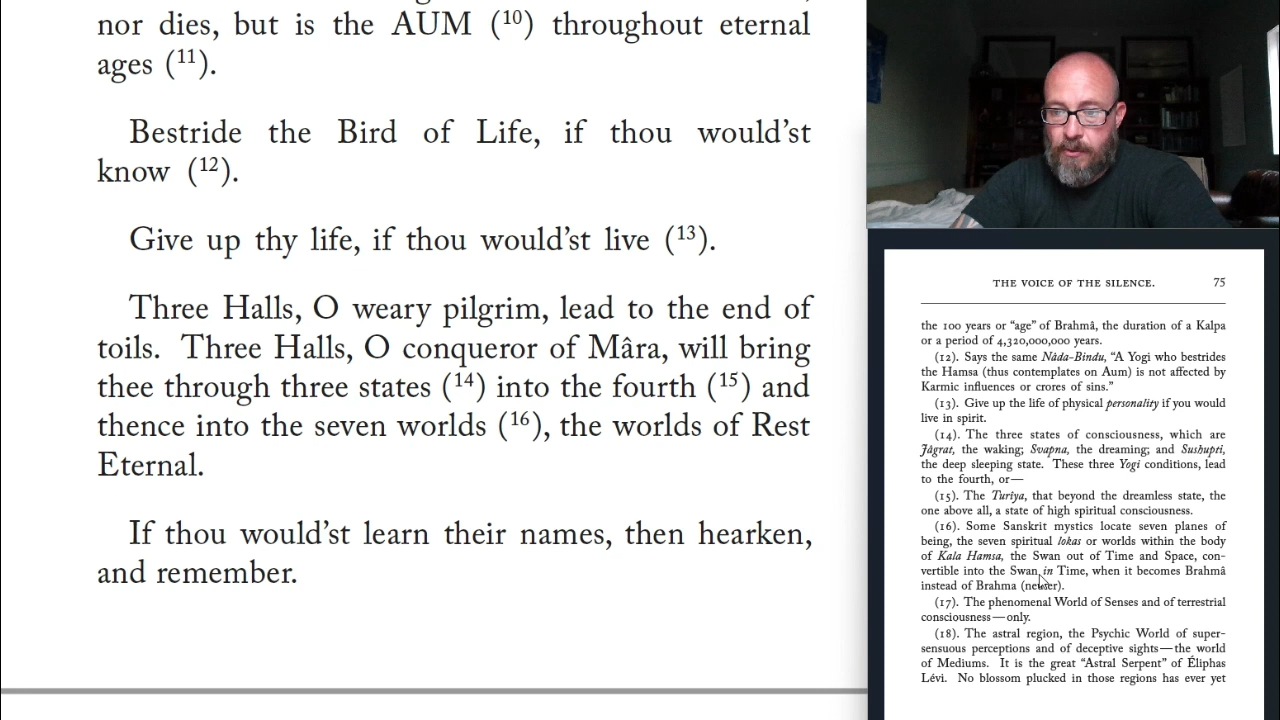 nor dies, but is the AUM (10) throughout eternal
ages (11).
Bestride the Bird of Life, if thou would’st
know (12).
Give up thy life, if thou would’st live (13).
Three Halls, O weary pilgrim, lead to the end of
toils. Three Halls, O conqueror of Mâra, will bring
thee through three states (14) into the fourth (15) and
thence into the seven worlds (16), the worlds of Rest
Eternal.
If thou would’st learn their names, then hearken,
and remember.
THE VOICE OF THE SILENCE. 75
the 100 years or “age” of Brahmâ, the duration of a Kalpa
or a period of 4,320,000,000 years.
(12). Says the same Nâda-Bindu, “A Yogi who bestrides
the Hamsa (thus contemplates on Aum) is not affected by
Karmic influences or crores of sins.”
(13). Give up the life of physical personality if you would
live in spirit.
(14). The three states of consciousness, which are
Jâgrat, the waking; Svapna, the dreaming; and Sushupti,
the deep sleeping state. These three Yogi conditions, lead
to the fourth, or—
(15). The Turiya, that beyond the dreamless state, the
one above all, a state of high spiritual consciousness.
(16). Some Sanskrit mystics locate seven planes of
being, the seven spiritual lokas or worlds within the body
of Kala Hamsa, the Swan out of Time and Space, con-
vertible into the Swan in Time, when it becomes Brahmâ
instead of Brahma (neuter).
(17). The phenomenal World of Senses and of terrestrial
consciousness—only.
(18). The astral region, the Psychic World of super-
sensuous perceptions and of deceptive sights—the world
of Mediums. It is the great “Astral Serpent” of Éliphas
Lévi. No blossom plucked in those regions has ever yet